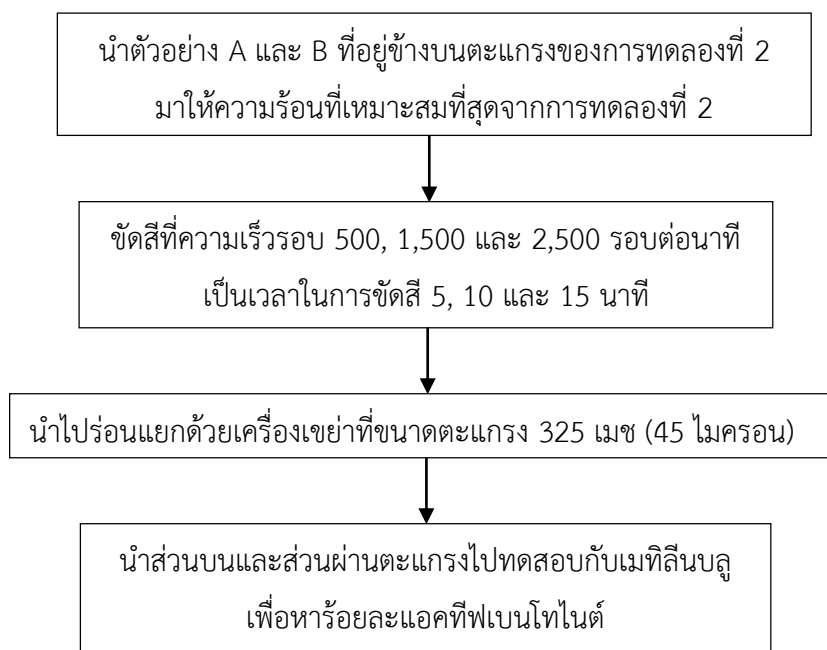 นำตัวอย่าง A และ B ที่อยู่ข้างบนตะแกรงของการทดลองที่ 2
มาให้ความร้อนที่เหมาะสมที่สุดจากการทดลองที่ 2
ขัดสีที่ความเร็วรอบ 500, 1,500 และ 2,500 รอบต่อนาที
เป็นเวลาในการขัดสี 5, 10 และ 15 นาที
นำไปร่อนแยกด้วยเครื่องเขย่าที่ขนาดตะแกรง 325 เมช (45 ไมครอน)
นำส่วนบนและส่วนผ่านตะแกรงไปทดสอบกับเมทิลีนบลู
เพื่อหาร้อยละแอคทีฟเบนโทไนต์